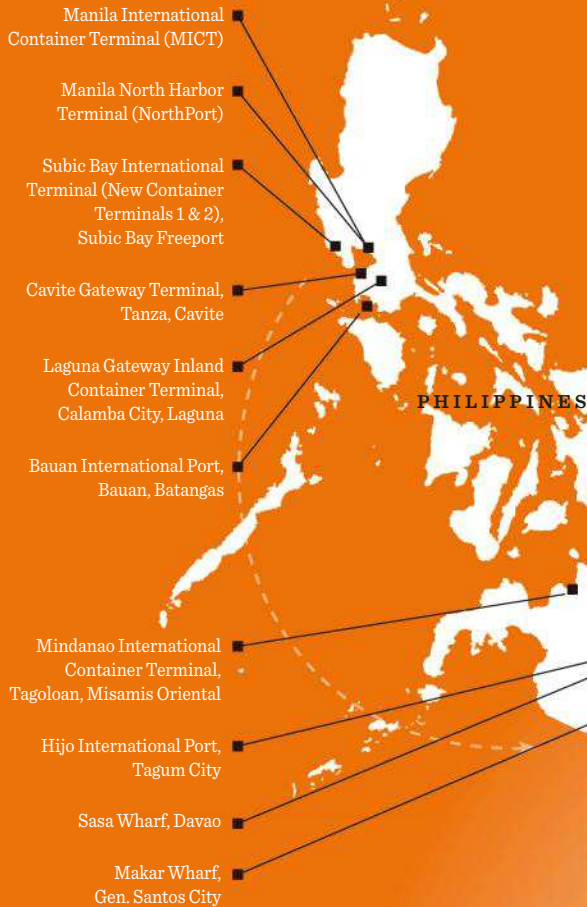 Manila International
Container Terminal (MICT)
Manila North Harbor
Terminal (NorthPort)
Subic Bay International
Terminal (New Container
Terminals 1 & 2),
Subic Bay Freeport
Cavite Gateway Terminal,
Tanza, Cavite
Laguna Gateway Inland
Container Terminal,
Calamba City, Laguna
PHILIPPINES
Bauan International Port,
Bauan, Batangas
Mindanao International
Container Terminal,
Tagoloan, Misamis Oriental
Hijo International Port,
Tagum City
Sasa Wharf, Davao
Makar Wharf,
Gen. Santos City